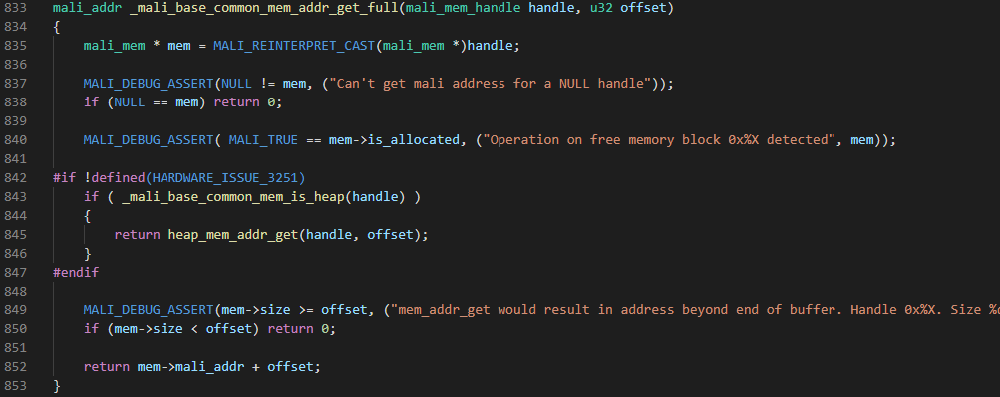 833 mali_addr _mali_base_common_mem_addr_get_full(mali_mem_handle handle, u32 offset)
834 {
835 mali_mem * mem = MALI_REINTERPRET_CAST(mali_mem *)handle;
836
837 MALI_DEBUG_ASSERT(NULL != mem, ("Can't get mali address for a NULL handle"));
838 if (NULL == mem) return 0;
839
840 MALI_DEBUG_ASSERT( MALI_TRUE == mem->is_allocated, ("Operation on free memory block 0x%X detected", mem));
841
842 #if !defined(HARDWARE_ISSUE_3251)
843 if ( _mali_base_common_mem_is_heap(handle) )
844 {
845 return heap_mem_addr_get(handle, offset);
846 }
847 #endif
848
849 MALI_DEBUG_ASSERT(mem->size >= offset, ("mem_addr_get would result in address beyond end of buffer. Handle 0x%X. Size %
850 if (mem->size < offset) return 0;
851
852 return mem->mali_addr + offset;
853 }